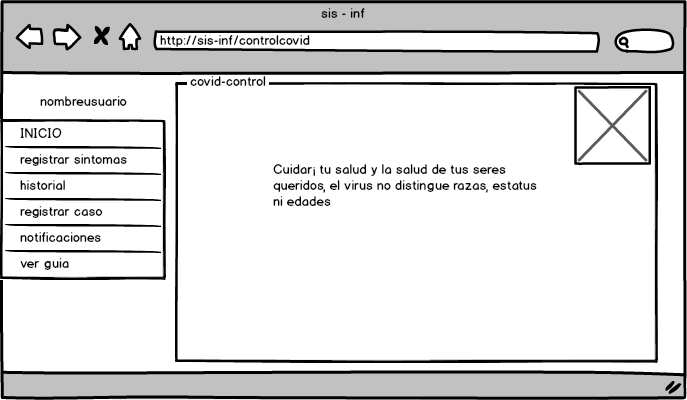 sis - inf
http://sis-inf/controlcovid
covid-control
nombreusuario
INICIO
registrar sintomas
historial
registrar caso
notificaciones
ver guia
Cuidar¡ tu salud y la salud de tus seres
queridos, el virus no distingue razas, estatus
ni edades